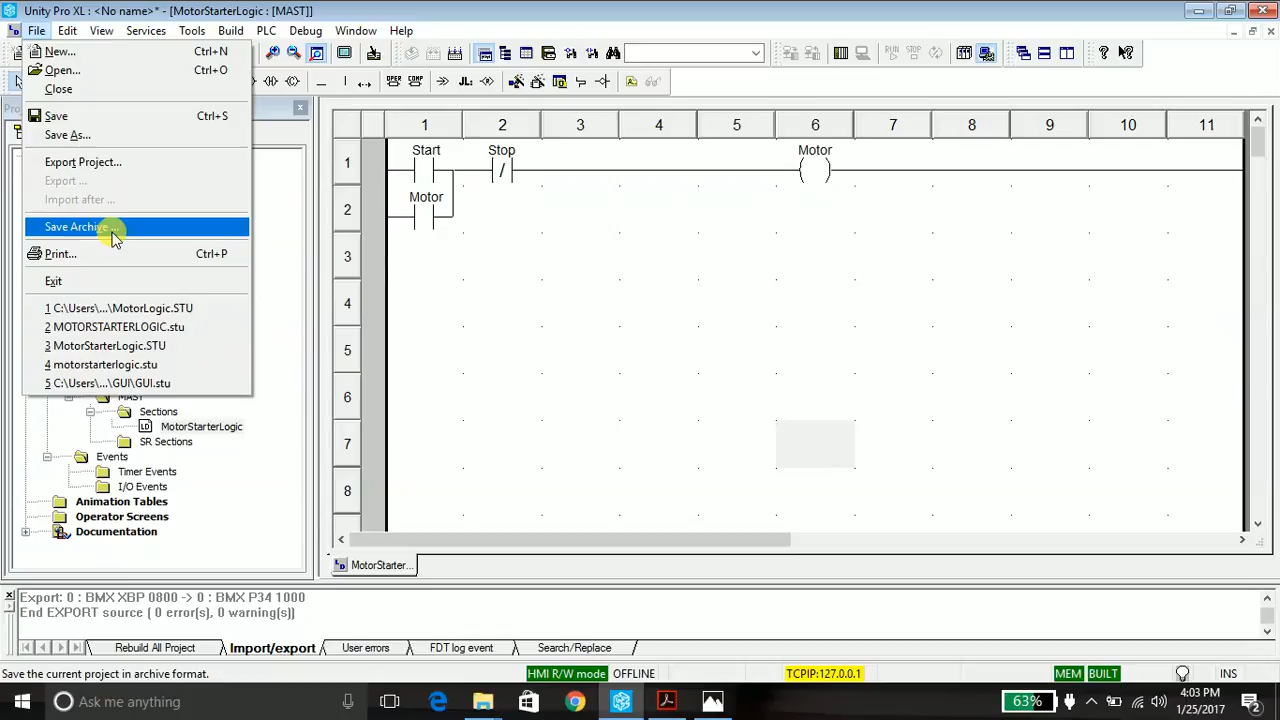 Unity Pro XL : <No name>* - [MotorStarterLogic : [MAST]]
File Edit View Services Tools Build PLC Debug Window Help
New... Ctrl+N
Open... Ctrl+O
Close
Save Ctrl+S
Save As...
Export Project...
Export ...
Import after ...
Save Archive ...
Print... Ctrl+P
Exit
1 C:\Users\...\MotorLogic.STU
2 MOTORSTARTERLOGIC.stu
3 MotorStarterLogic.STU
4 motorstarterlogic.stu
5 C:\Users\...\GUI\GUI.stu
MAST
Sections
MotorStarterLogic
SR Sections
Events
Timer Events
I/O Events
Animation Tables
Operator Screens
Documentation
1 2 3 4 5 6 7 8 9 10 11
1 Start Stop Motor
2 Motor
3
4
5
6
7
8
MotorStarter...
Export: 0 : BMX XBP 0800 -> 0 : BMX P34 1000
End EXPORT source ( 0 error(s), 0 warning(s))
Rebuild All Project Import/export User errors FDT log event Search/Replace
Save the current project in archive format. HMI R/W mode OFFLINE TCPIP:127.0.0.1 MEM BUILT INS
Ask me anything 63% 4:03 PM
1/25/2017 2